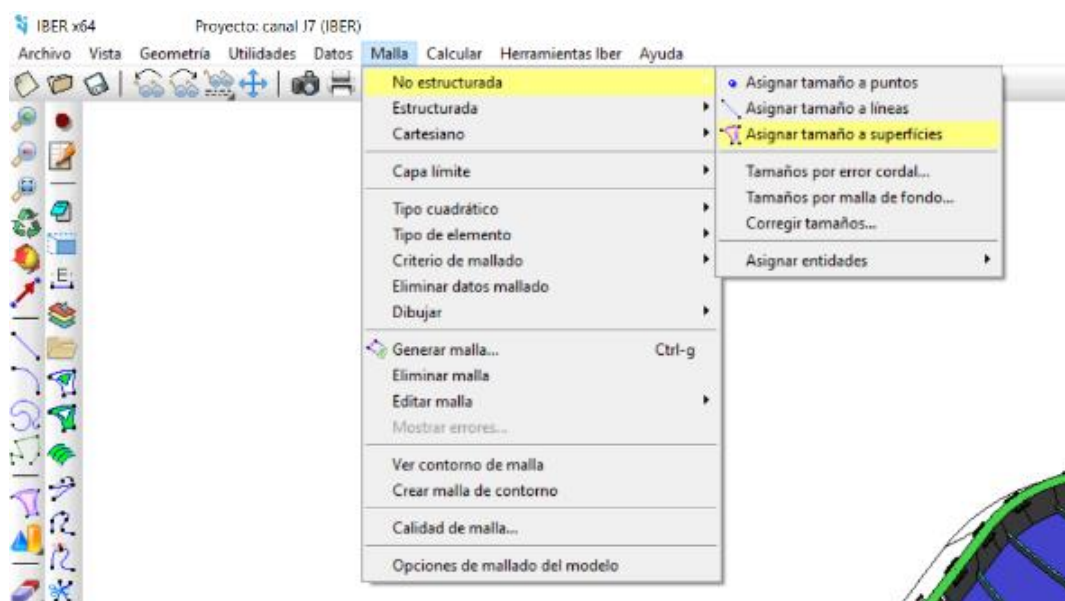 IBER x64 Proyecto: canal J7 (IBER)
Archivo Vista Geometría Utilidades Datos Malla Calcular Herramientas Iber Ayuda
No estructurada
Estructurada
Cartesiano
Capa límite
Tipo cuadrático
Tipo de elemento
Criterio de mallado
Eliminar datos mallado
Dibujar
Generar malla... Ctrl-g
Eliminar malla
Editar malla
Mostrar errores...
Ver contorno de malla
Crear malla de contorno
Calidad de malla...
Opciones de mallado del modelo
Asignar tamaño a puntos
Asignar tamaño a líneas
Asignar tamaño a superfícies
Tamaños por error cordal...
Tamaños por malla de fondo...
Corregir tamaños...
Asignar entidades
E